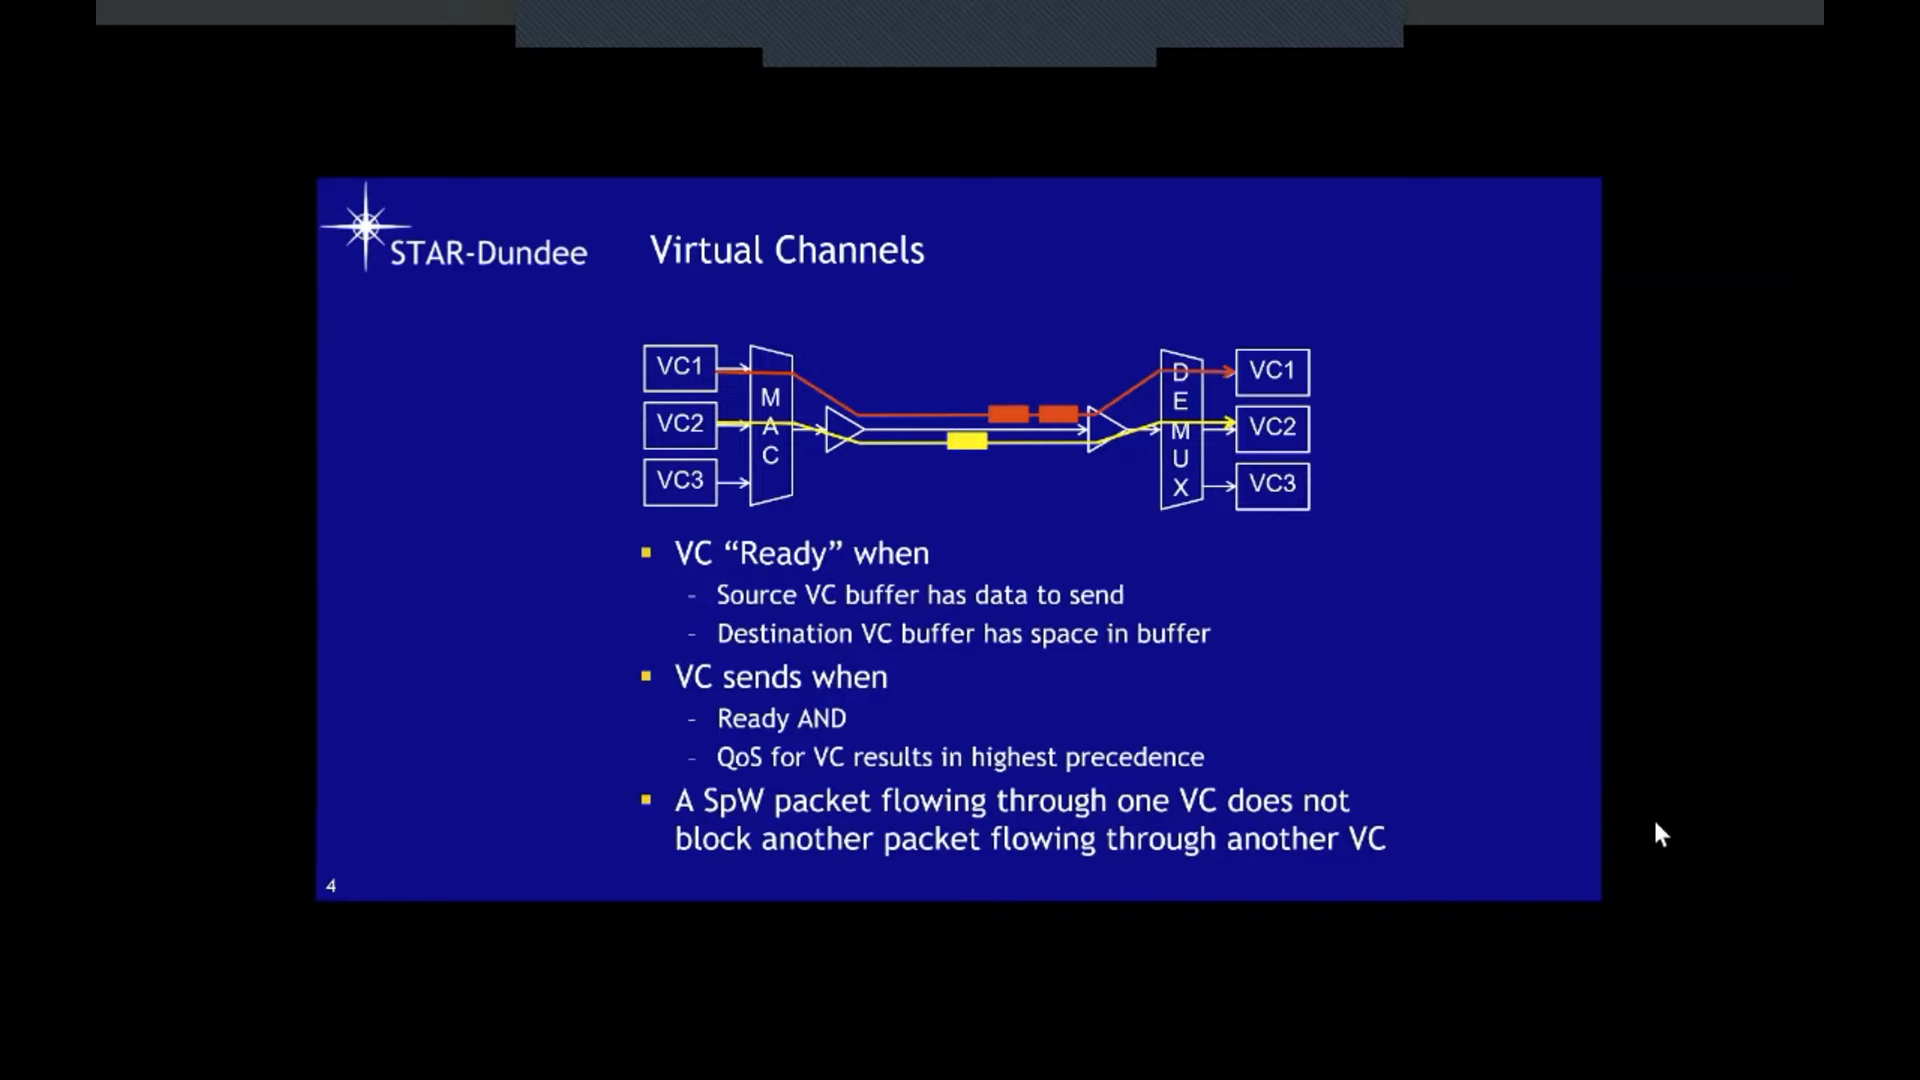 STAR-Dundee
Virtual Channels
VC1
VC2
VC3
MAC
DEMUX
VC1
VC2
VC3
▪ VC “Ready” when
- Source VC buffer has data to send
- Destination VC buffer has space in buffer
▪ VC sends when
- Ready AND
- QoS for VC results in highest precedence
▪ A SpW packet flowing through one VC does not
block another packet flowing through another VC
4